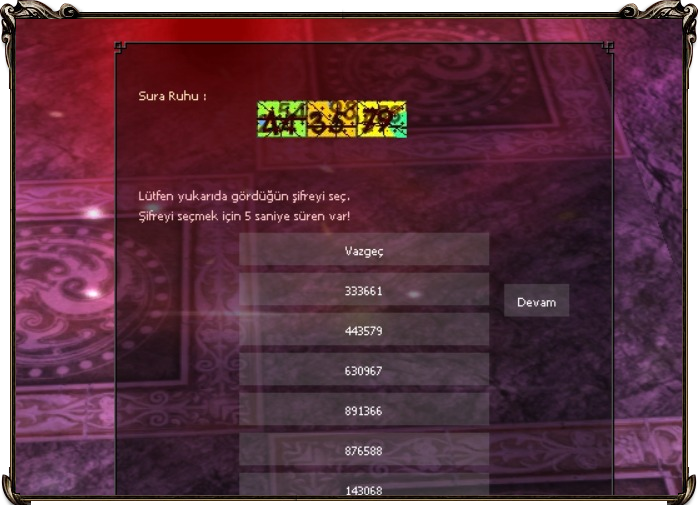 Sura Ruhu :
Lütfen yukarıda gördüğün şifreyi seç.
Şifreyi seçmek için 5 saniye süren var!
Vazgeç
333661
Devam
443579
630967
891366
876588
143068